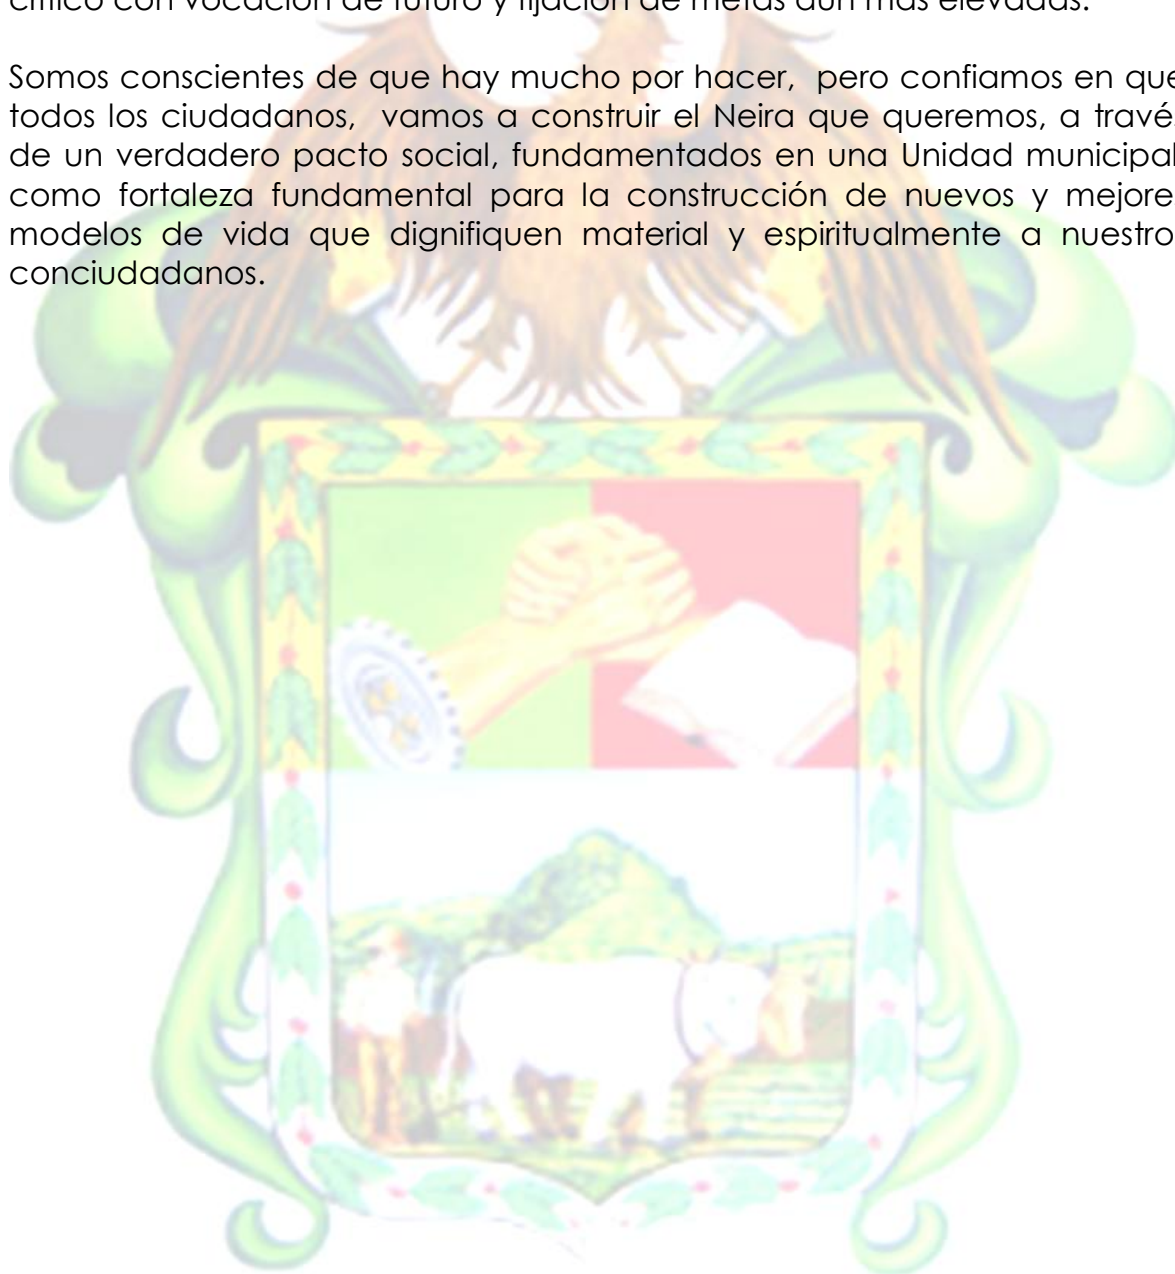 crítico con vocación de futuro y fijación de metas aún más elevadas.
Somos conscientes de que hay mucho por hacer, pero confiamos en que
todos los ciudadanos, vamos a construir el Neira que queremos, a travé
de un verdadero pacto social, fundamentados en una Unidad municipal
como fortaleza fundamental para la construcción de nuevos y mejore
modelos de vida que dignifiquen material y espiritualmente a nuestro
conciudadanos.